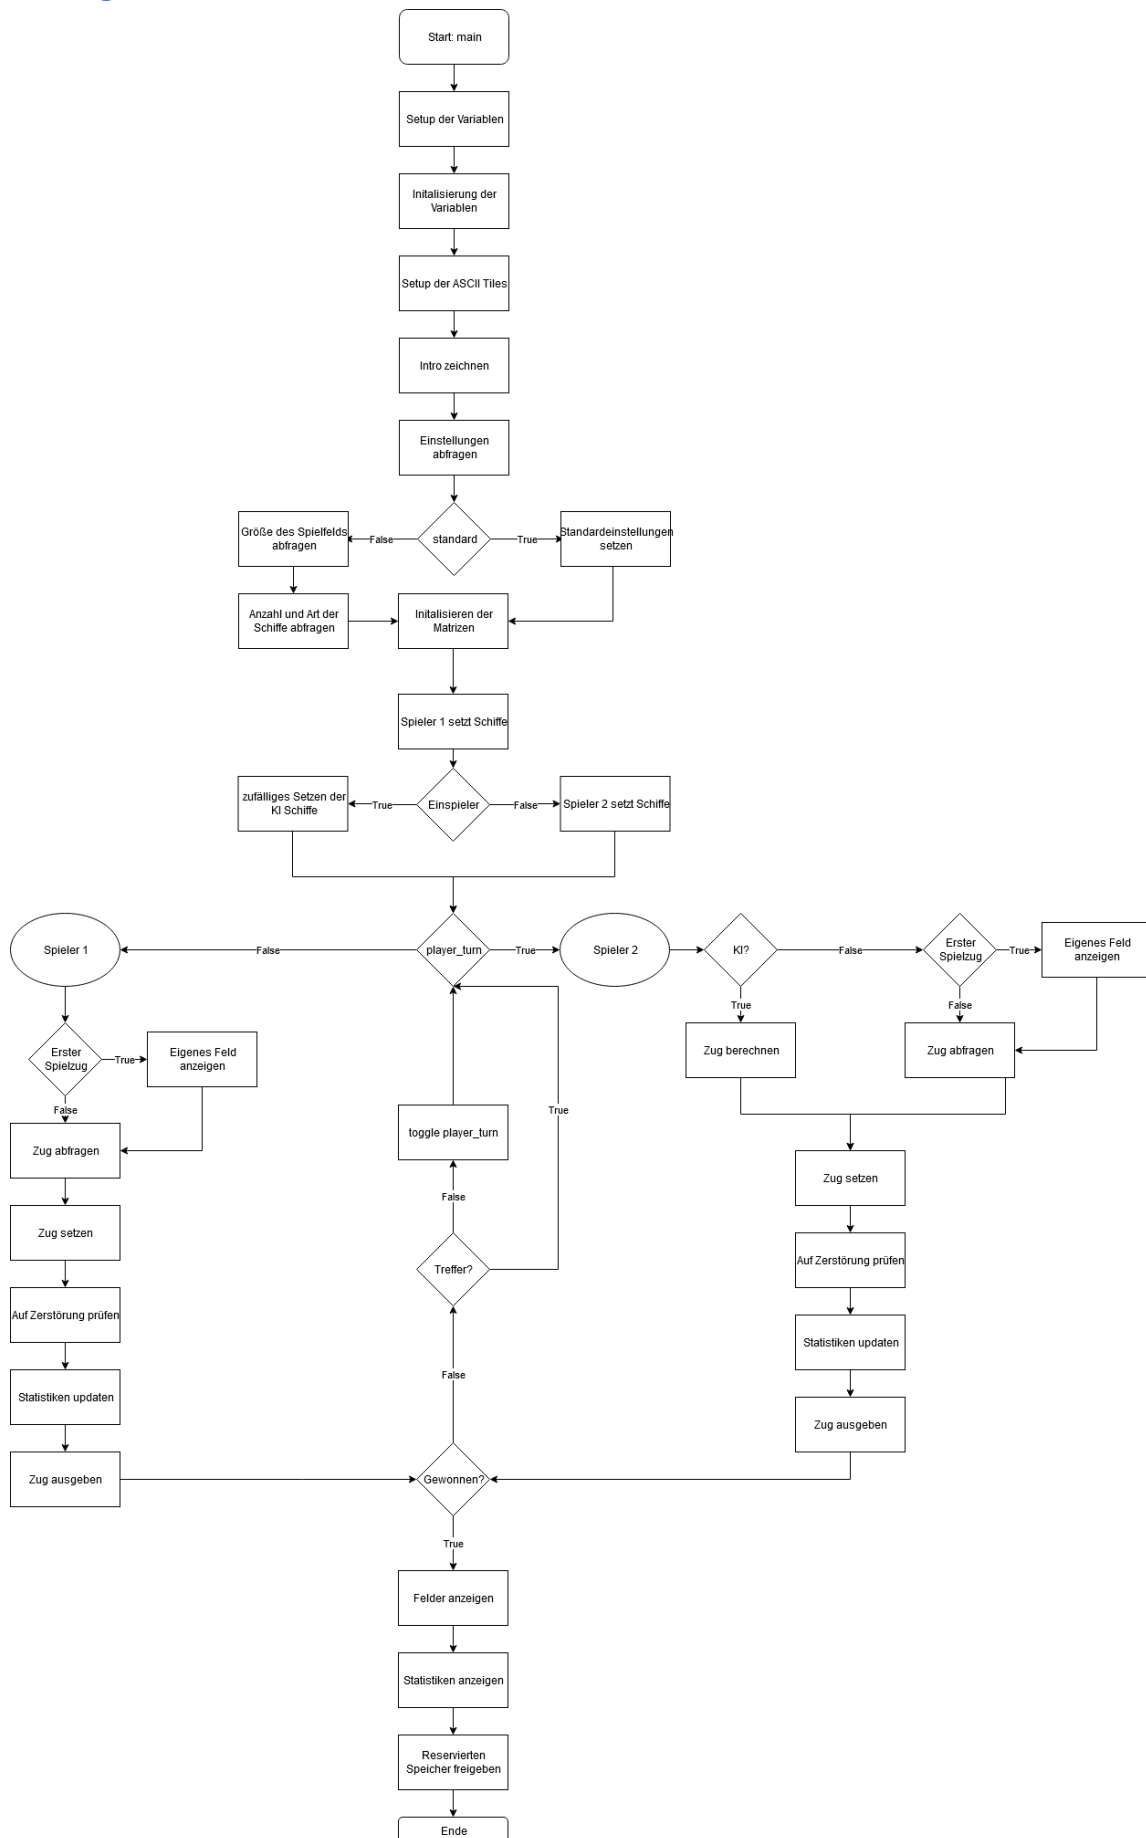 Start: main
Setup der Variablen
Initalisierung der
Variablen
Setup der ASCII Tiles
Intro zeichnen
Einstellungen
abfragen
Größe des Spielfelds
abfragen
False
standard
True
Standardeinstellungen
setzen
Anzahl und Art der
Schiffe abfragen
Initalisieren der
Matrizen
Spieler 1 setzt Schiffe
zufälliges Setzen der
KI Schiffe
True
Einspieler
False
Spieler 2 setzt Schiffe
Spieler 1
False
player_turn
True
Spieler 2
KI?
False
Erster
Spielzug
True
Eigenes Feld
anzeigen
True
False
Erster
Spielzug
True
Eigenes Feld
anzeigen
Zug berechnen
Zug abfragen
False
True
Zug abfragen
toggle player_turn
Zug setzen
False
Zug setzen
Treffer?
Auf Zerstörung prüfen
Auf Zerstörung prüfen
Statistiken updaten
False
Statistiken updaten
Zug ausgeben
Zug ausgeben
Gewonnen?
True
Felder anzeigen
Statistiken anzeigen
Reservierten
Speicher freigeben
Ende